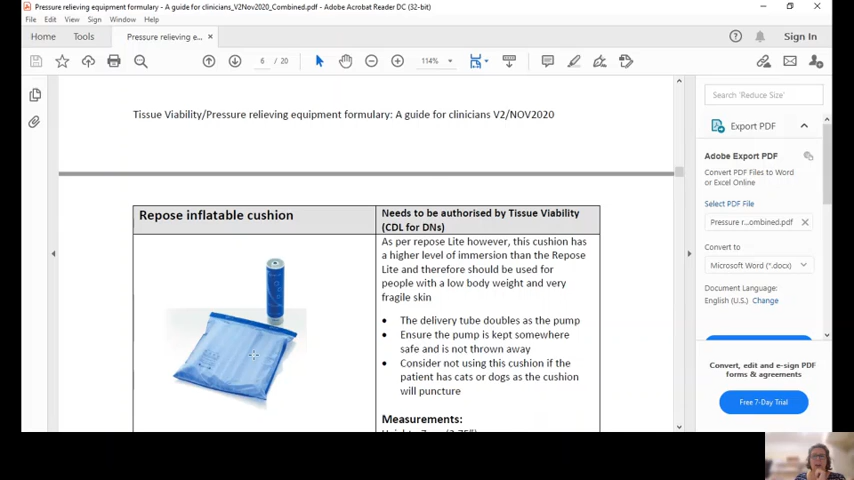 Pressure relieving equipment formulary - A guide for clinicians_V2Nov2020_Combined.pdf - Adobe Acrobat Reader DC (32-bit)
File Edit View Sign Window Help
Home Tools Pressure relieving e... × Sign In
6 / 20 114%
Tissue Viability/Pressure relieving equipment formulary: A guide for clinicians V2/NOV2020
Repose inflatable cushion
Needs to be authorised by Tissue Viability
(CDL for DNs)
As per repose Lite however, this cushion has
a higher level of immersion than the Repose
Lite and therefore should be used for
people with a low body weight and very
fragile skin
• The delivery tube doubles as the pump
• Ensure the pump is kept somewhere
safe and is not thrown away
• Consider not using this cushion if the
patient has cats or dogs as the cushion
will puncture
Measurements:
Search 'Reduce Size'
Export PDF
Adobe Export PDF
Convert PDF Files to Word
or Excel Online
Select PDF File
Pressure r...ombined.pdf ×
Convert to
Microsoft Word (*.docx)
Document Language:
English (U.S.) Change
Convert, edit and e-sign PDF
forms & agreements
Free 7-Day Trial